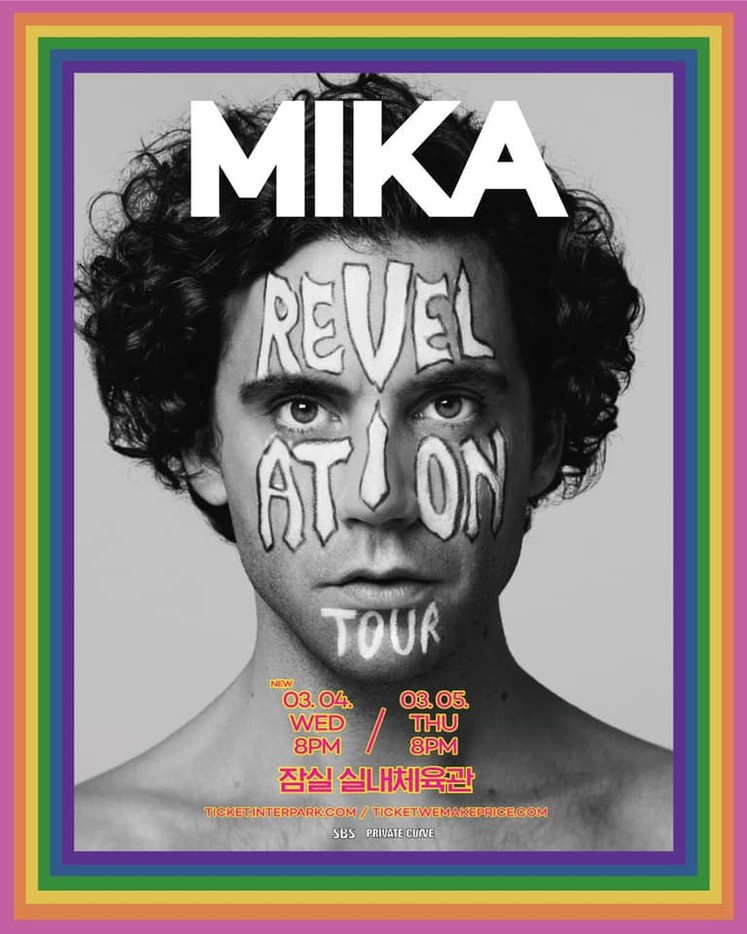 MIKA
REVEL
ATION
TOUR
NEW
03. 04. / 03. 05.
WED THU
8PM 8PM
잠실 실내체육관
TICKET.INTERPARK.COM / TICKET.WEMAKEPRICE.COM
SBS PRIVATE CURVE